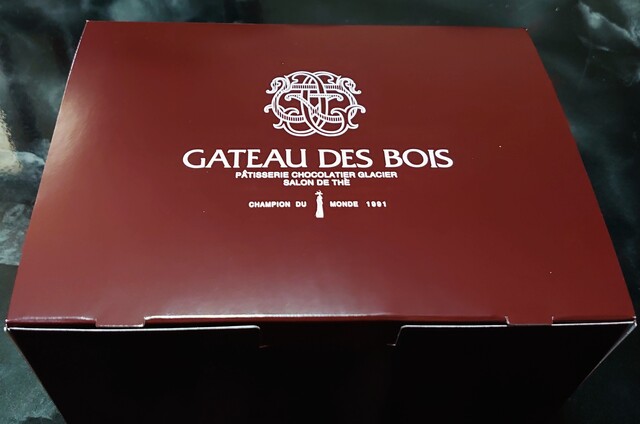 GATEAU DES BOIS
PÂTISSERIE CHOCOLATIER GLACIER
SALON DE THÉ
CHAMPION DU MONDE 1991